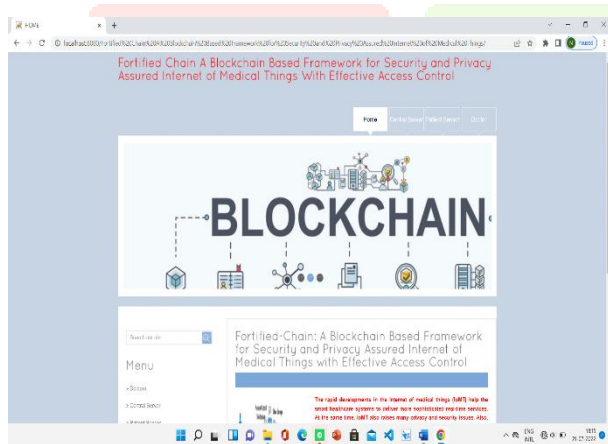 HOME
Fortified Chain A Blockchain Based Framework for Security and Privacy
Assured Internet of Medical Things With Effective Access Control
Home Central Server Patient Server Doctor
BLOCKCHAIN
Menu
Fortified-Chain: A Blockchain Based Framework
for Security and Privacy Assured Internet of
Medical Things with Effective Access Control
The rapid developments in the Internet of medical things (IoMT) help the
smart healthcare systems to deliver more sophisticated real-time services.
At the same time, IoMT also raises many privacy and security issues. Also,
» Central Server
ENG